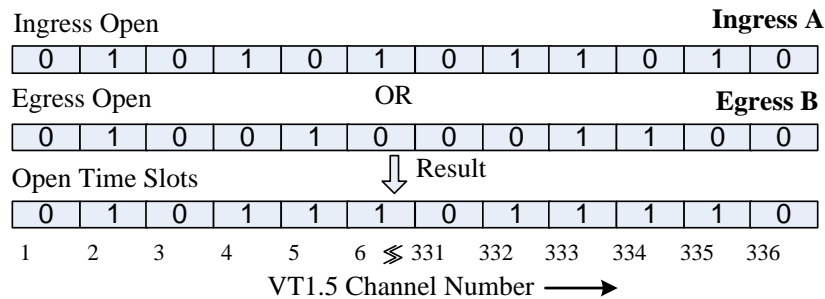 Ingress Open Ingress A
0 1 0 1 0 1 0 1 1 0 1 0
Egress Open OR Egress B
0 1 0 0 1 0 0 0 1 1 0 0
Result
Open Time Slots
0 1 0 1 1 1 0 1 1 1 1 0
1 2 3 4 5 6 331 332 333 334 335 336
VT1.5 Channel Number